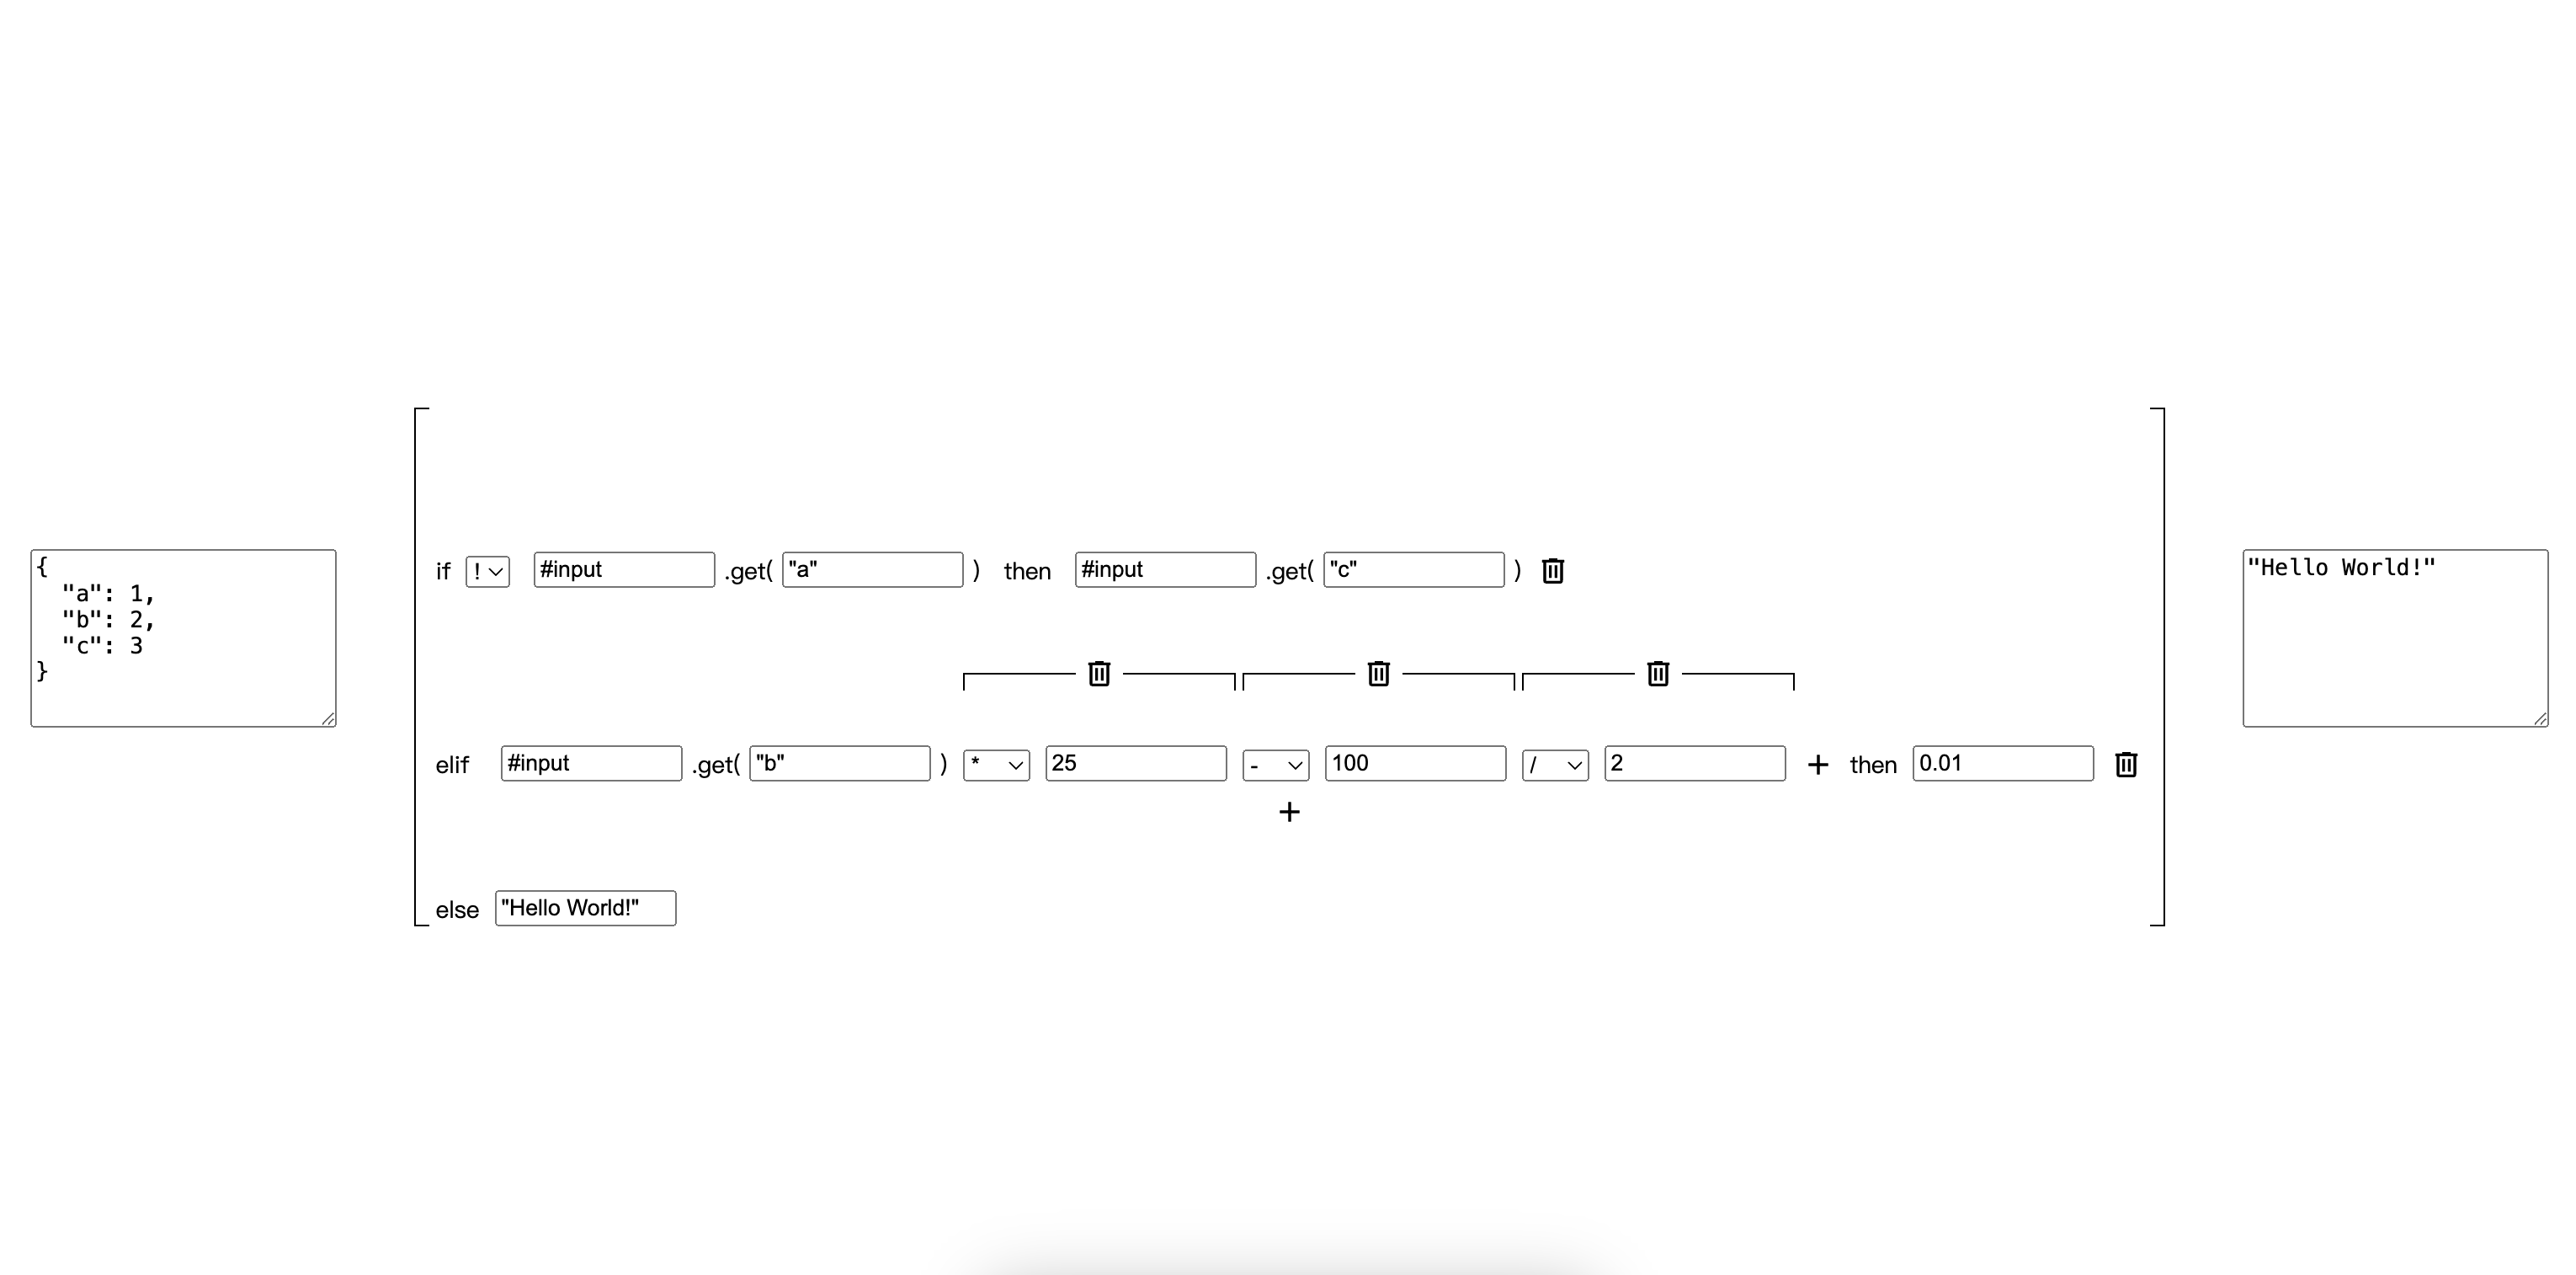 {
"a": 1,
"b": 2,
"c": 3
}
if ! #input .get( "a" ) then #input .get( "c" )
elif #input .get( "b" ) * 25 - 100 / 2 + then 0.01
+
else "Hello World!"
"Hello World!"